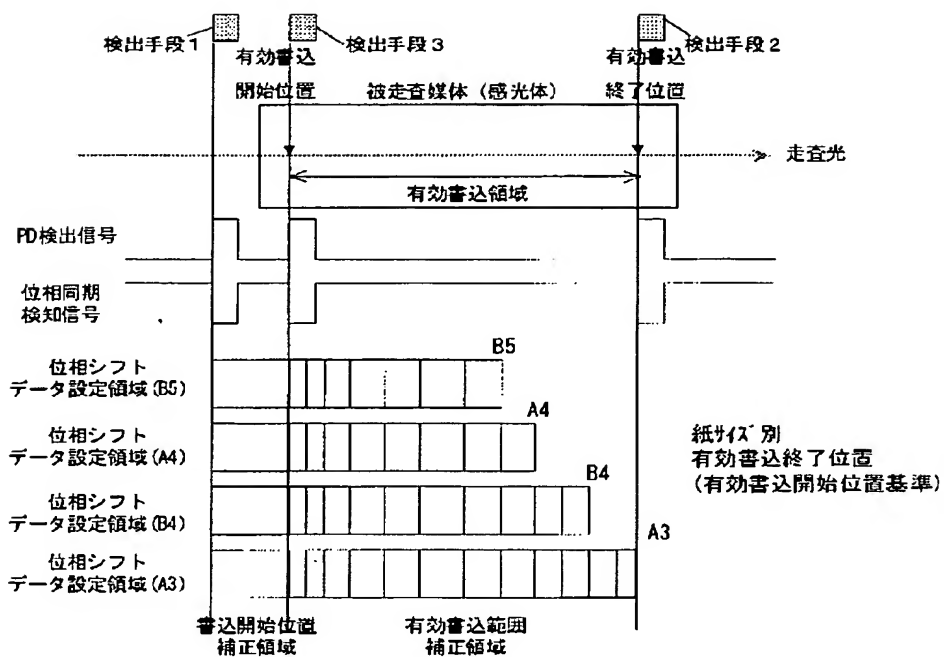 検出手段1
検出手段3
検出手段2
有効書込
開始位置
被走査媒体（感光体）
有効書込
終了位置
走査光
有効書込領域
PD検出信号
位相同期
検知信号
位相シフト
データ設定領域(B5)
B5
位相シフト
データ設定領域(A4)
A4
位相シフト
データ設定領域(B4)
B4
位相シフト
データ設定領域(A3)
A3
紙サイズ別
有効書込終了位置
(有効書込開始位置基準)
書込開始位置
補正領域
有効書込範囲
補正領域